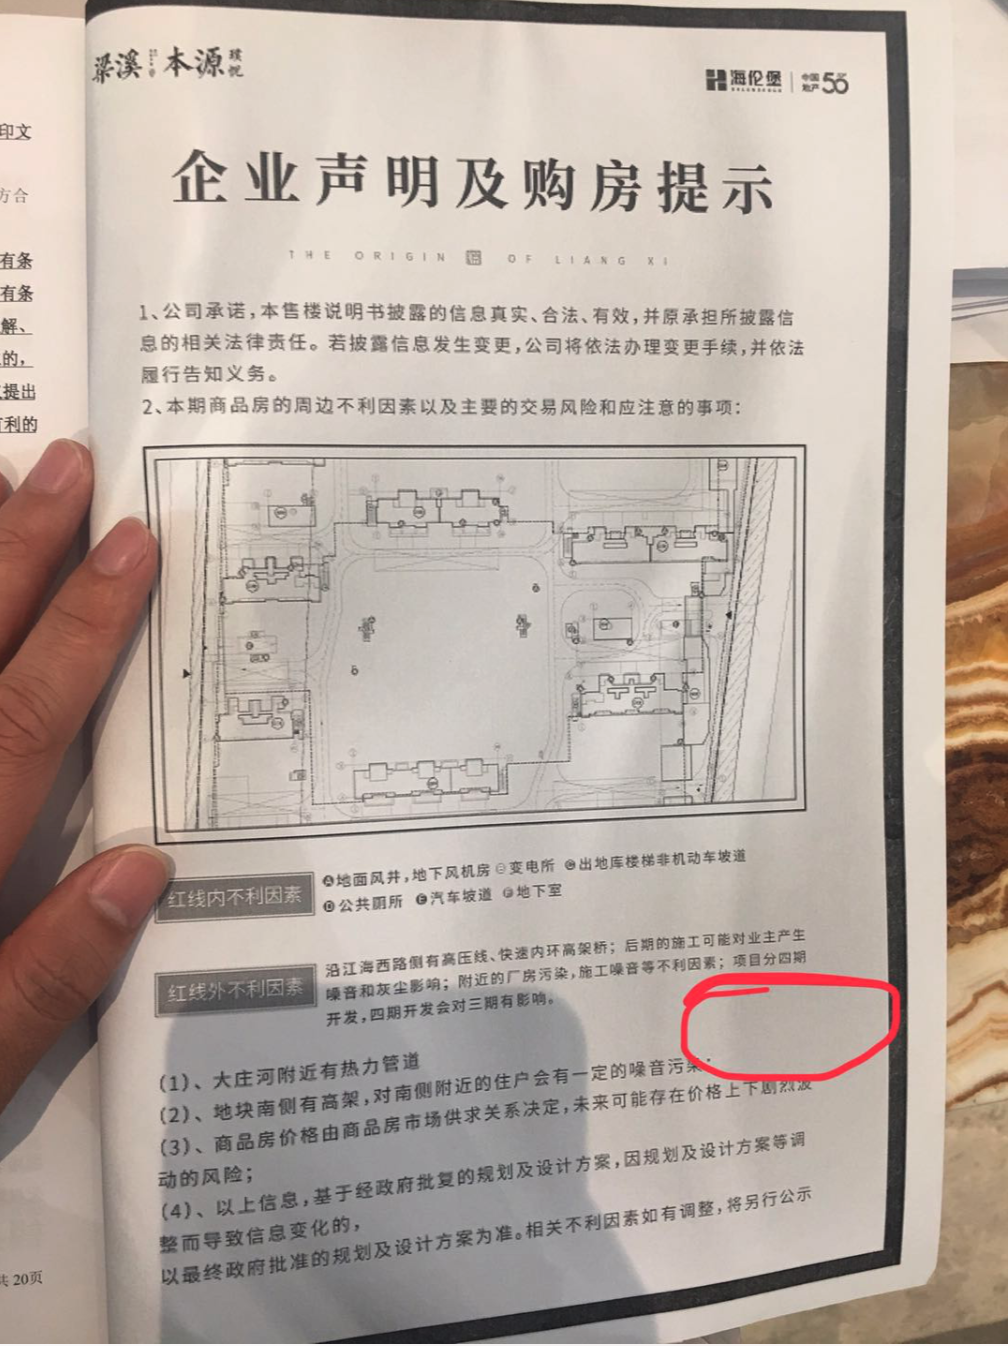 印文
方合
有条
有条
解、
的，
提出
利的
共 20页
梁溪 本源 璞悦
海伦堡 中国地产50
企业声明及购房提示
THE ORIGIN OF LIANG XI
1、公司承诺，本售楼说明书披露的信息真实、合法、有效，并原承担所披露信
息的相关法律责任。若披露信息发生变更，公司将依法办理变更手续，并依法
履行告知义务。
2、本期商品房的周边不利因素以及主要的交易风险和应注意的事项：
红线内不利因素
A地面风井，地下风机房 变电所 出地库楼梯非机动车坡道
D公共厕所 E汽车坡道 F地下室
红线外不利因素
沿江海西路侧有高压线、快速内环高架桥；后期的施工可能对业主产生
噪音和灰尘影响；附近的厂房污染，施工噪音等不利因素；项目分四期
开发，四期开发会对三期有影响。
(1)、大庄河附近有热力管道
(2)、地块南侧有高架，对南侧附近的住户会有一定的噪音污染；
(3)、商品房价格由商品房市场供求关系决定，未来可能存在价格上下剧烈波
动的风险；
(4)、以上信息，基于经政府批复的规划及设计方案，因规划及设计方案等调
整而导致信息变化的，
以最终政府批准的规划及设计方案为准。相关不利因素如有调整，将另行公示